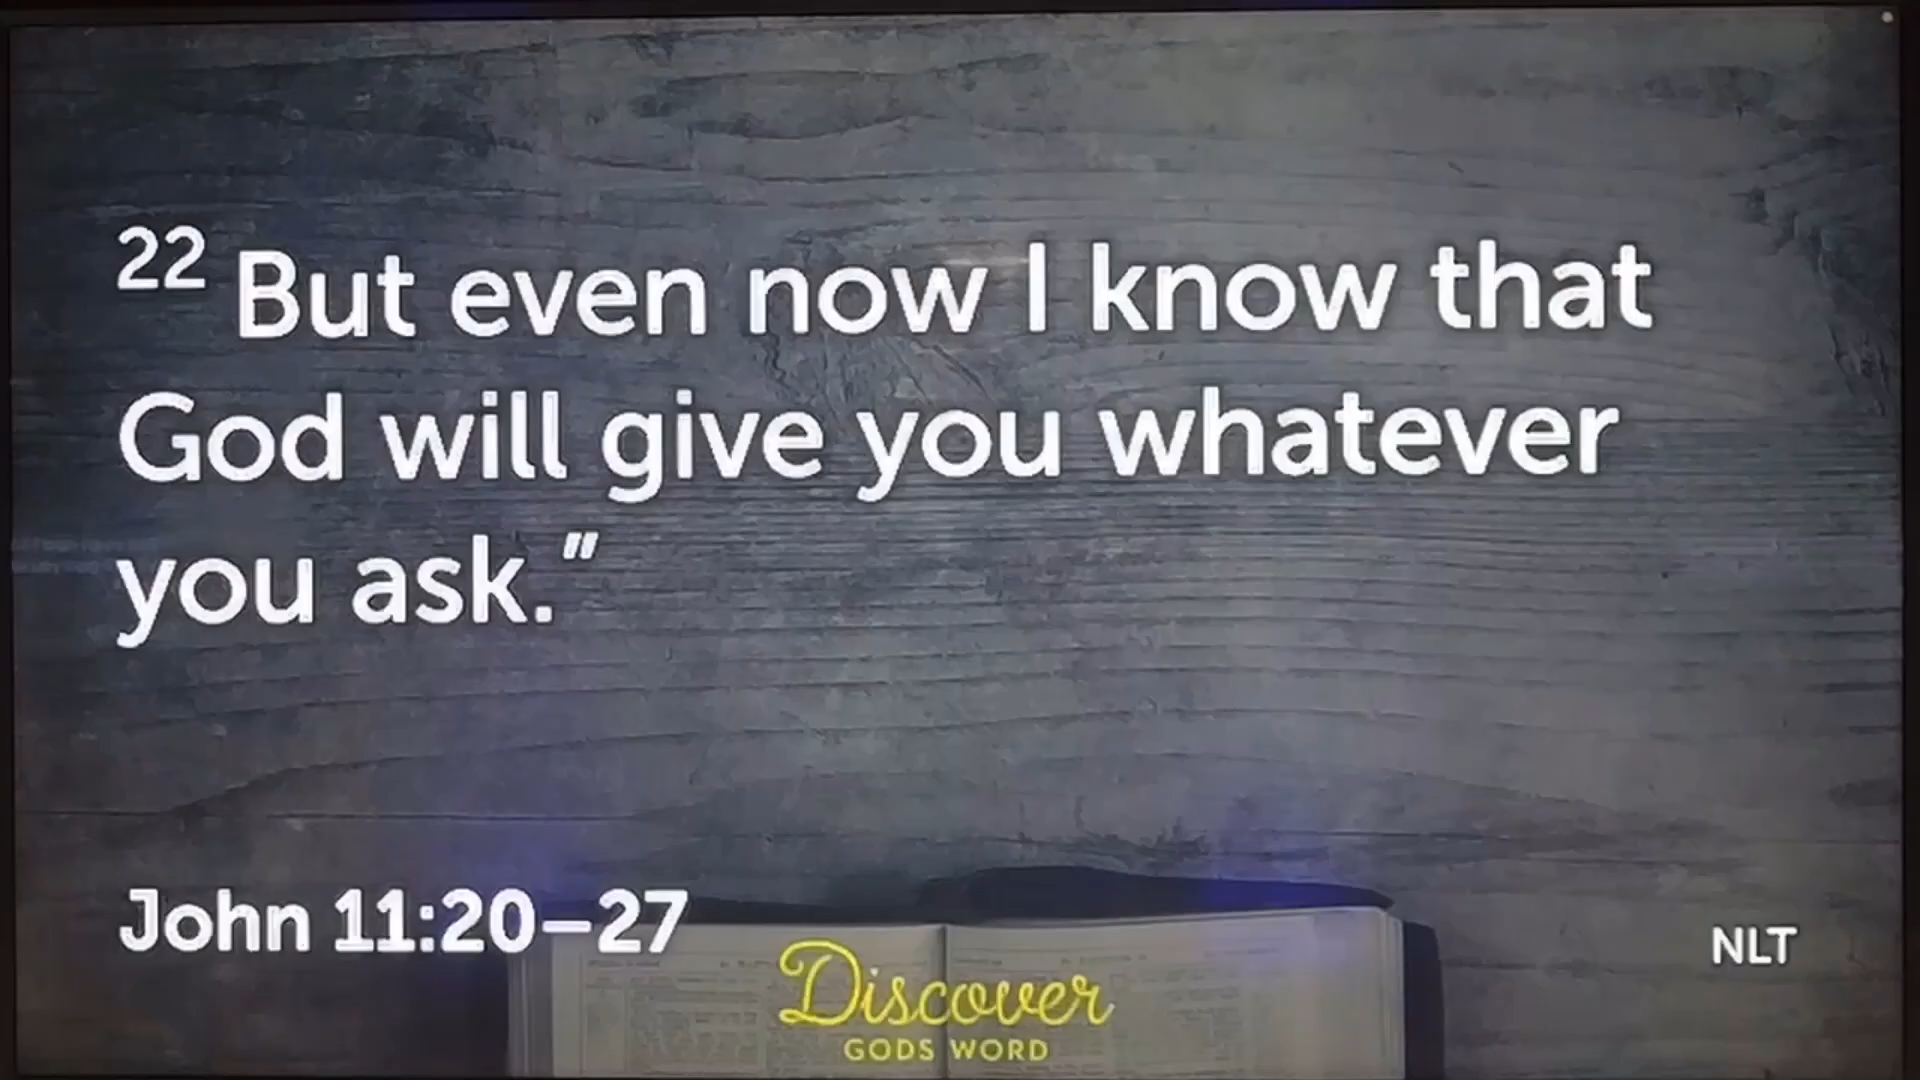 22 But even now I know that
God will give you whatever
you ask.”
John 11:20–27
NLT
Discover
GODS WORD